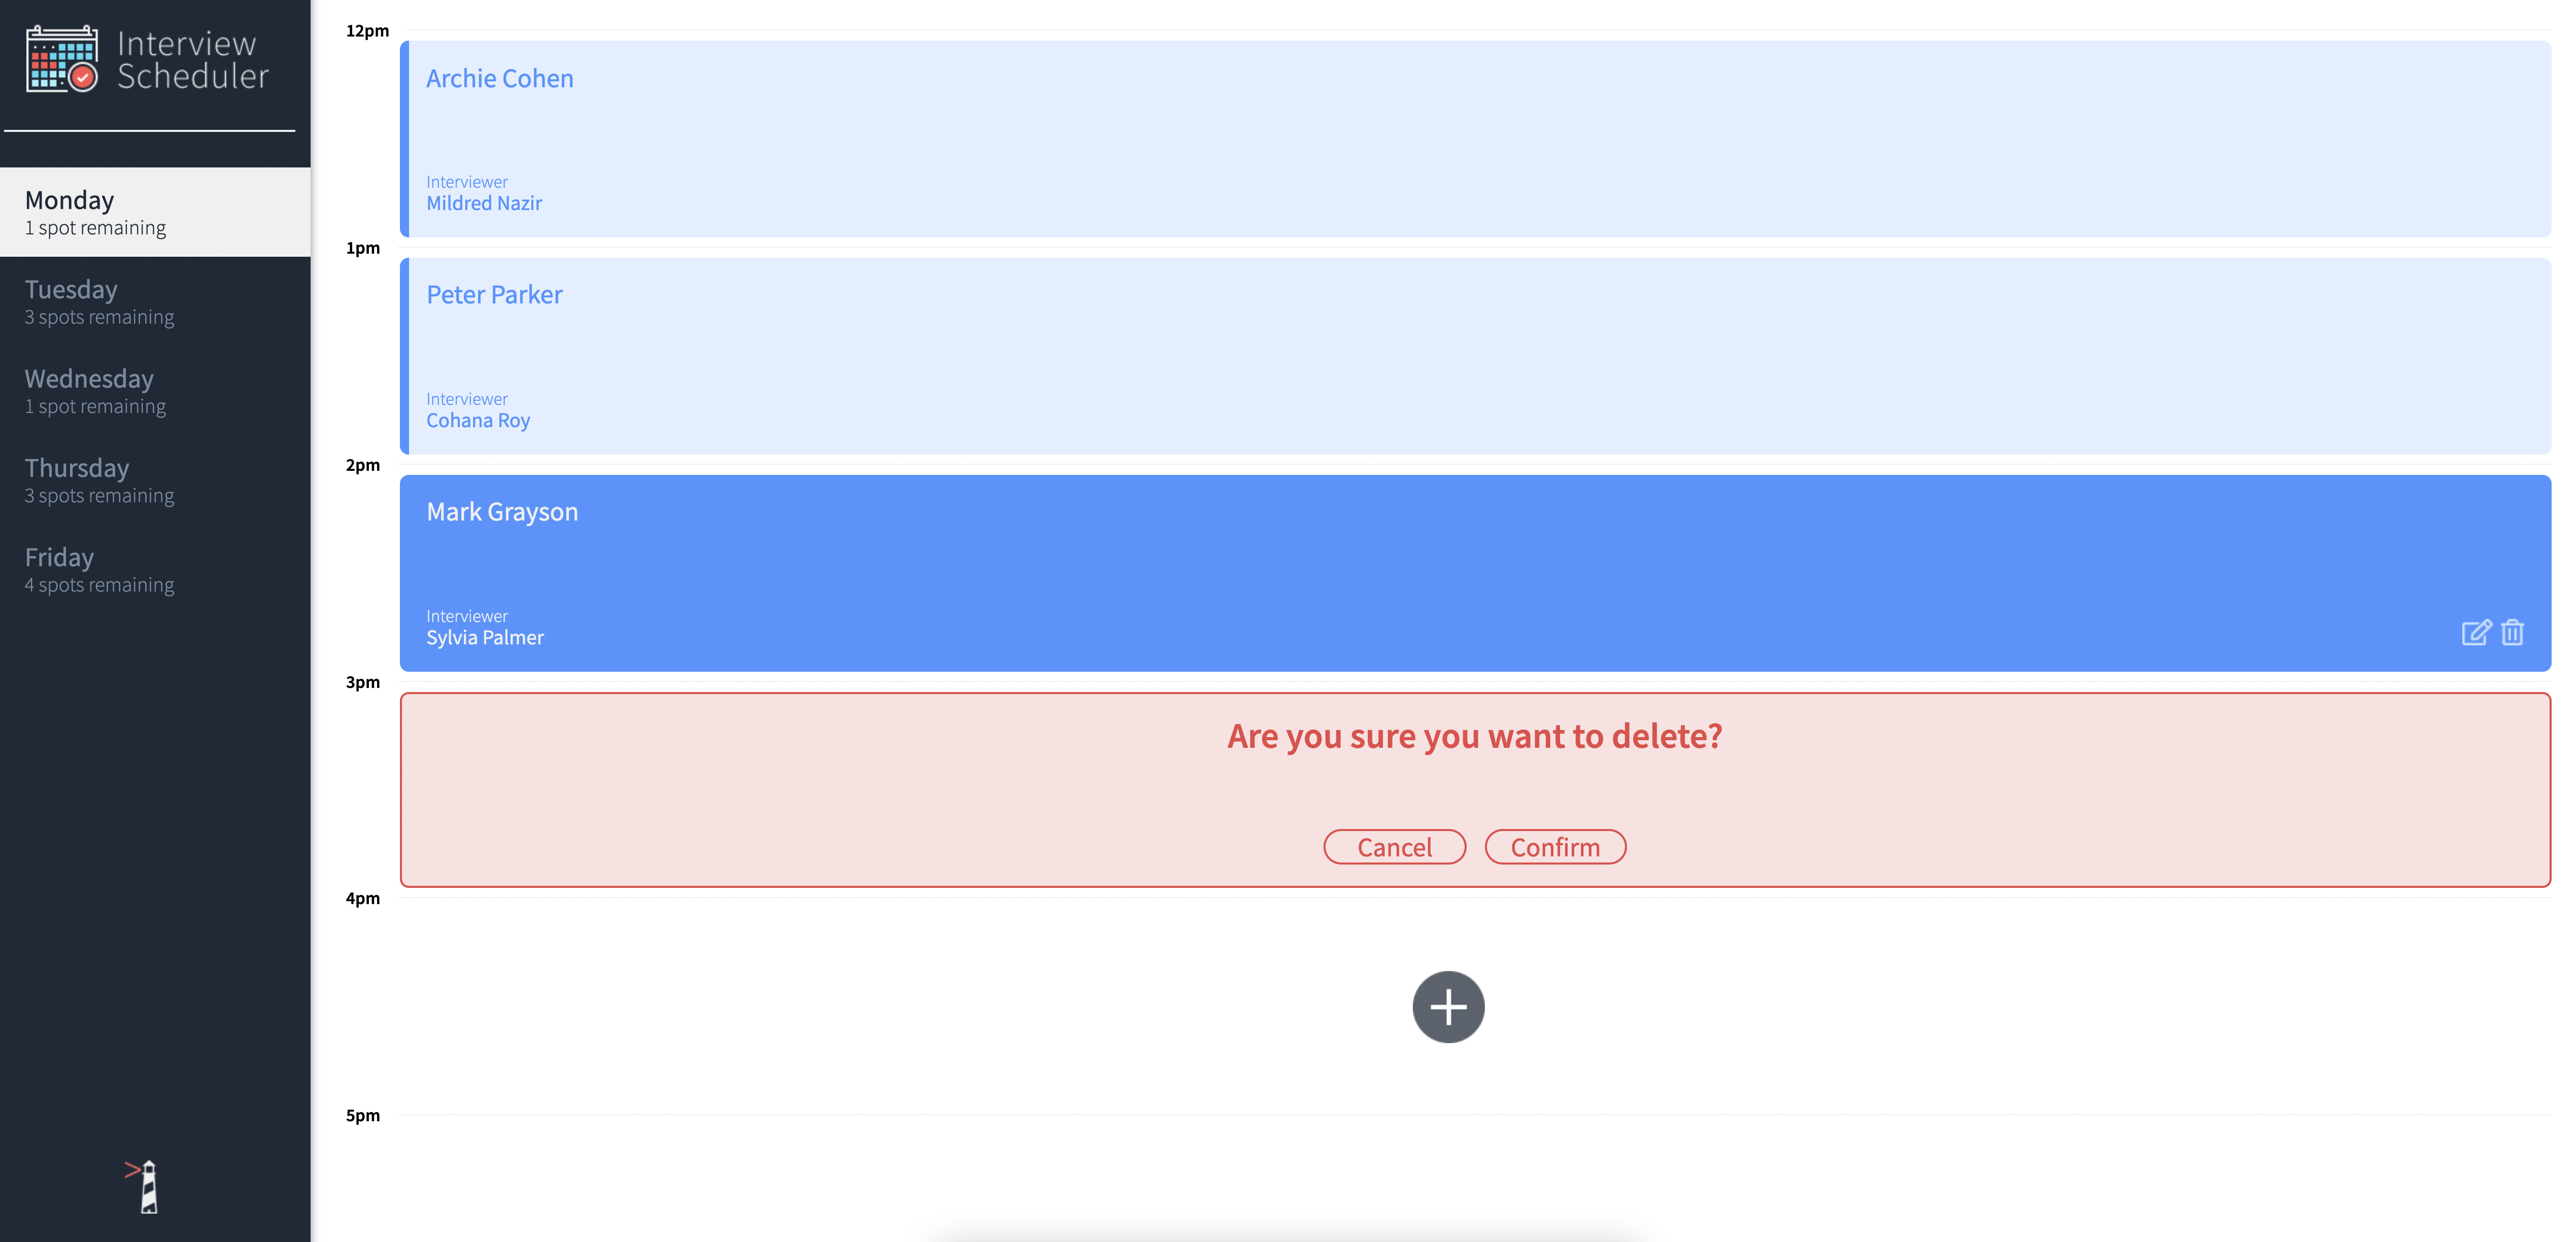 Interview
Scheduler
Monday
1 spot remaining
Tuesday
3 spots remaining
Wednesday
1 spot remaining
Thursday
3 spots remaining
Friday
4 spots remaining
12pm
Archie Cohen
Interviewer
Mildred Nazir
1pm
Peter Parker
Interviewer
Cohana Roy
2pm
Mark Grayson
Interviewer
Sylvia Palmer
3pm
Are you sure you want to delete?
Cancel Confirm
4pm
5pm